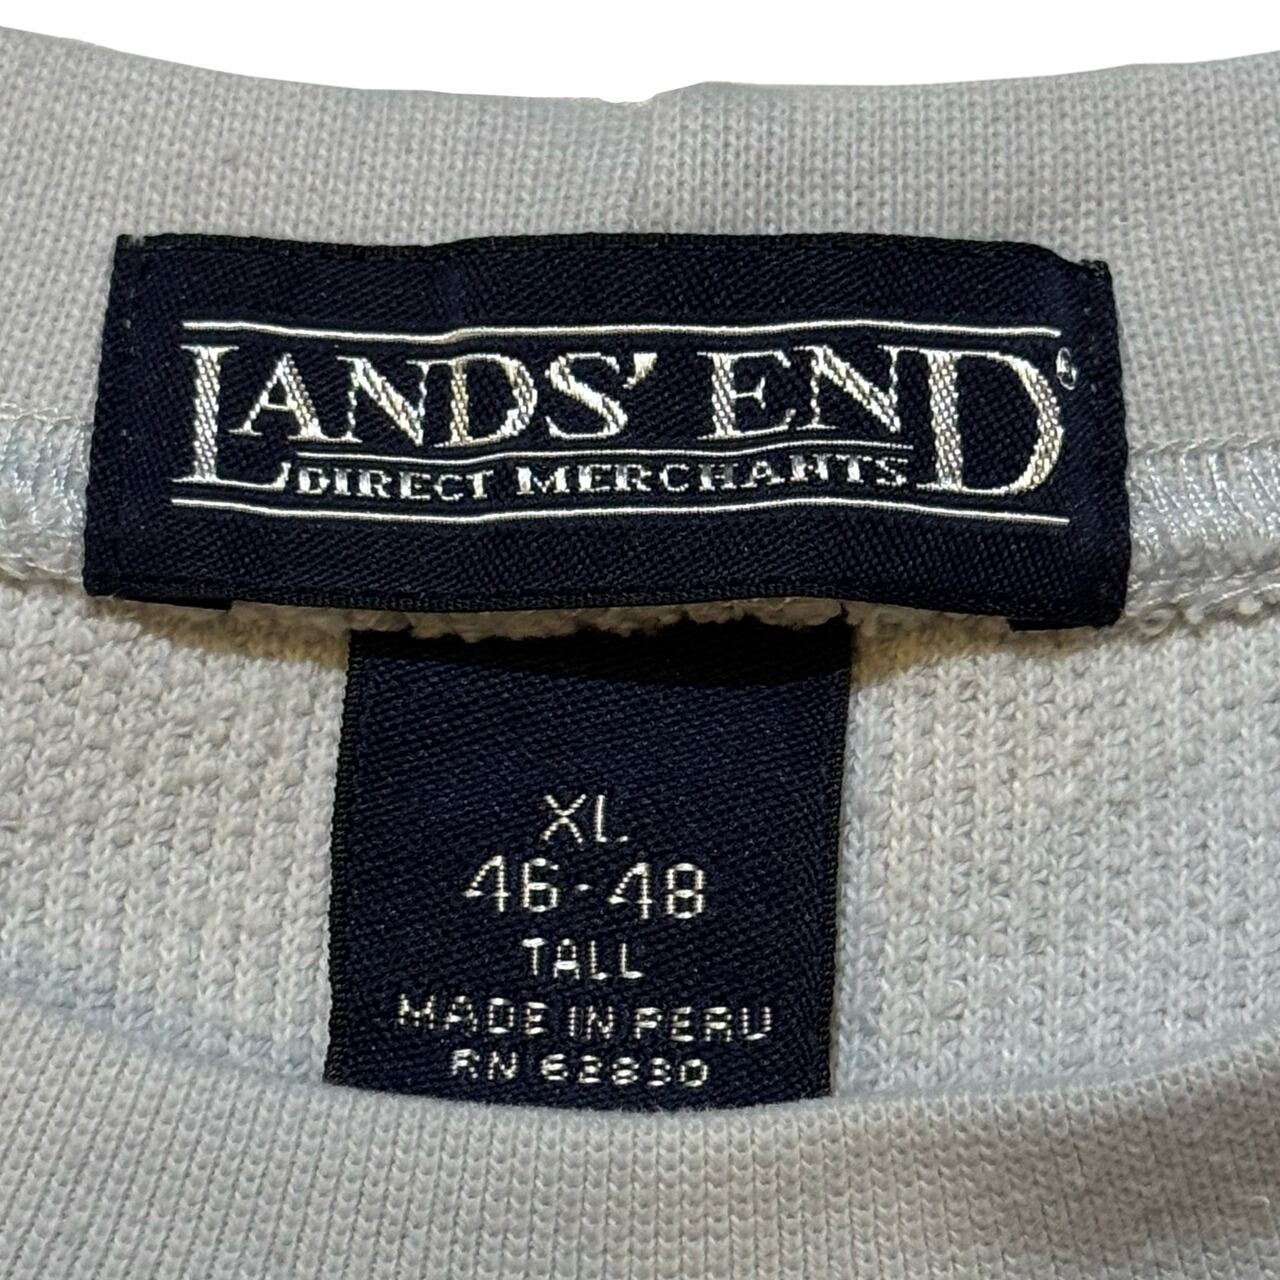 LANDS' END®
DIRECT MERCHANTS
XL
46-48
TALL
MADE IN PERU
RN 62830